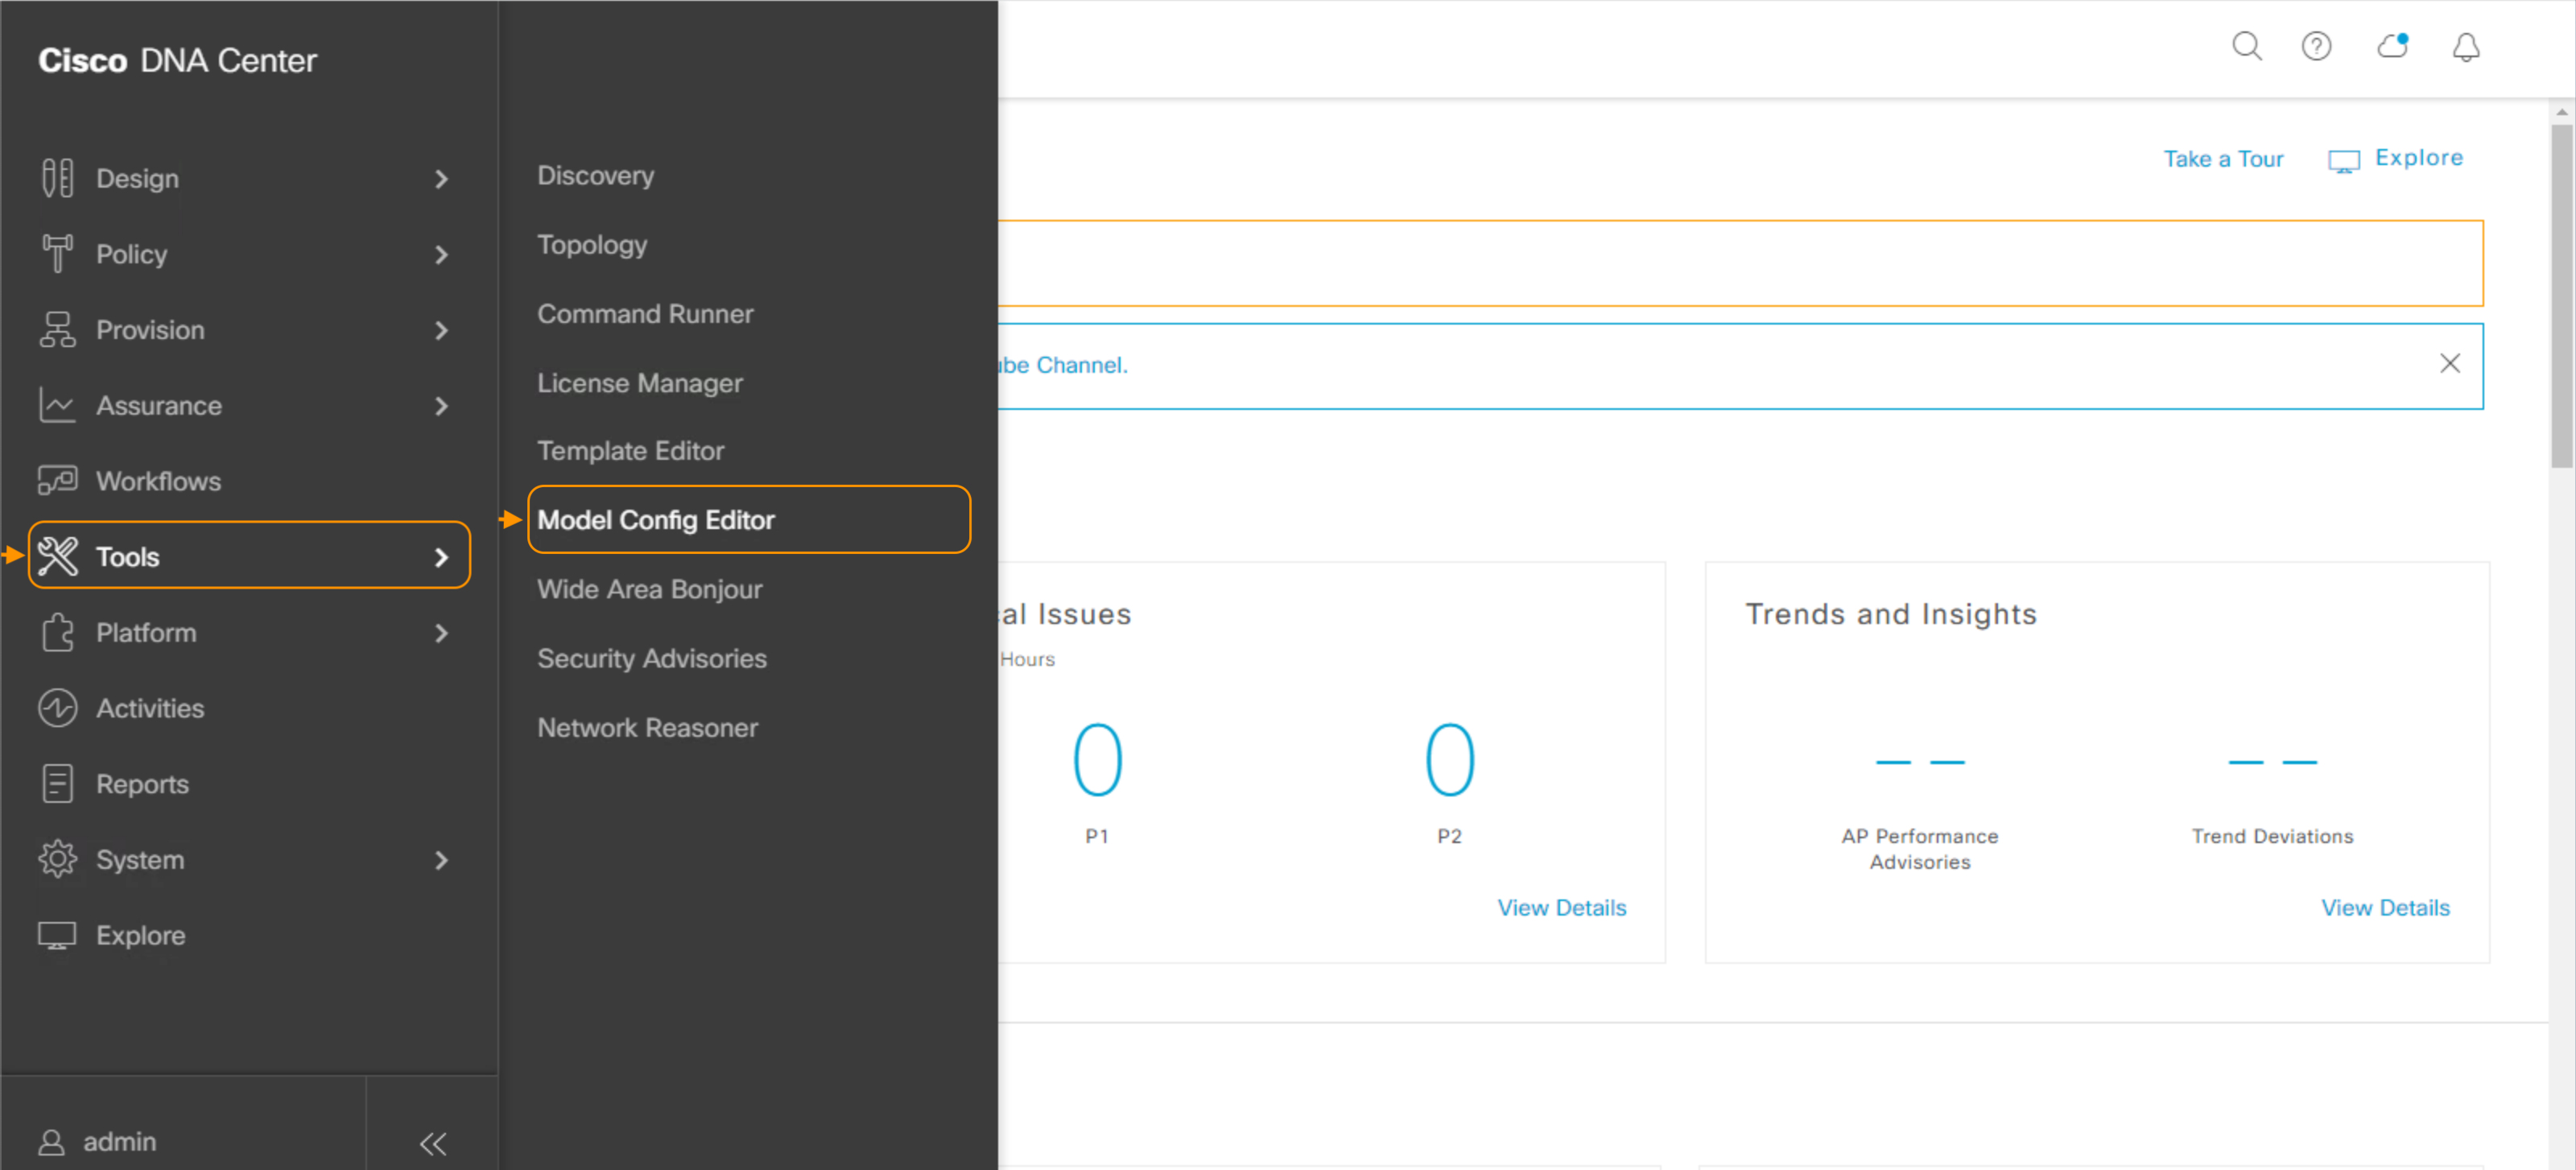 Cisco DNA Center
Design
Policy
Provision
Assurance
Workflows
Tools
Platform
Activities
Reports
System
Explore
admin
Discovery
Topology
Command Runner
License Manager
Template Editor
Model Config Editor
Wide Area Bonjour
Security Advisories
Network Reasoner
Take a Tour
Explore
Channel.
Issues
Hours
0
P1
0
P2
View Details
Trends and Insights
-- 
AP Performance
Advisories
--
Trend Deviations
View Details